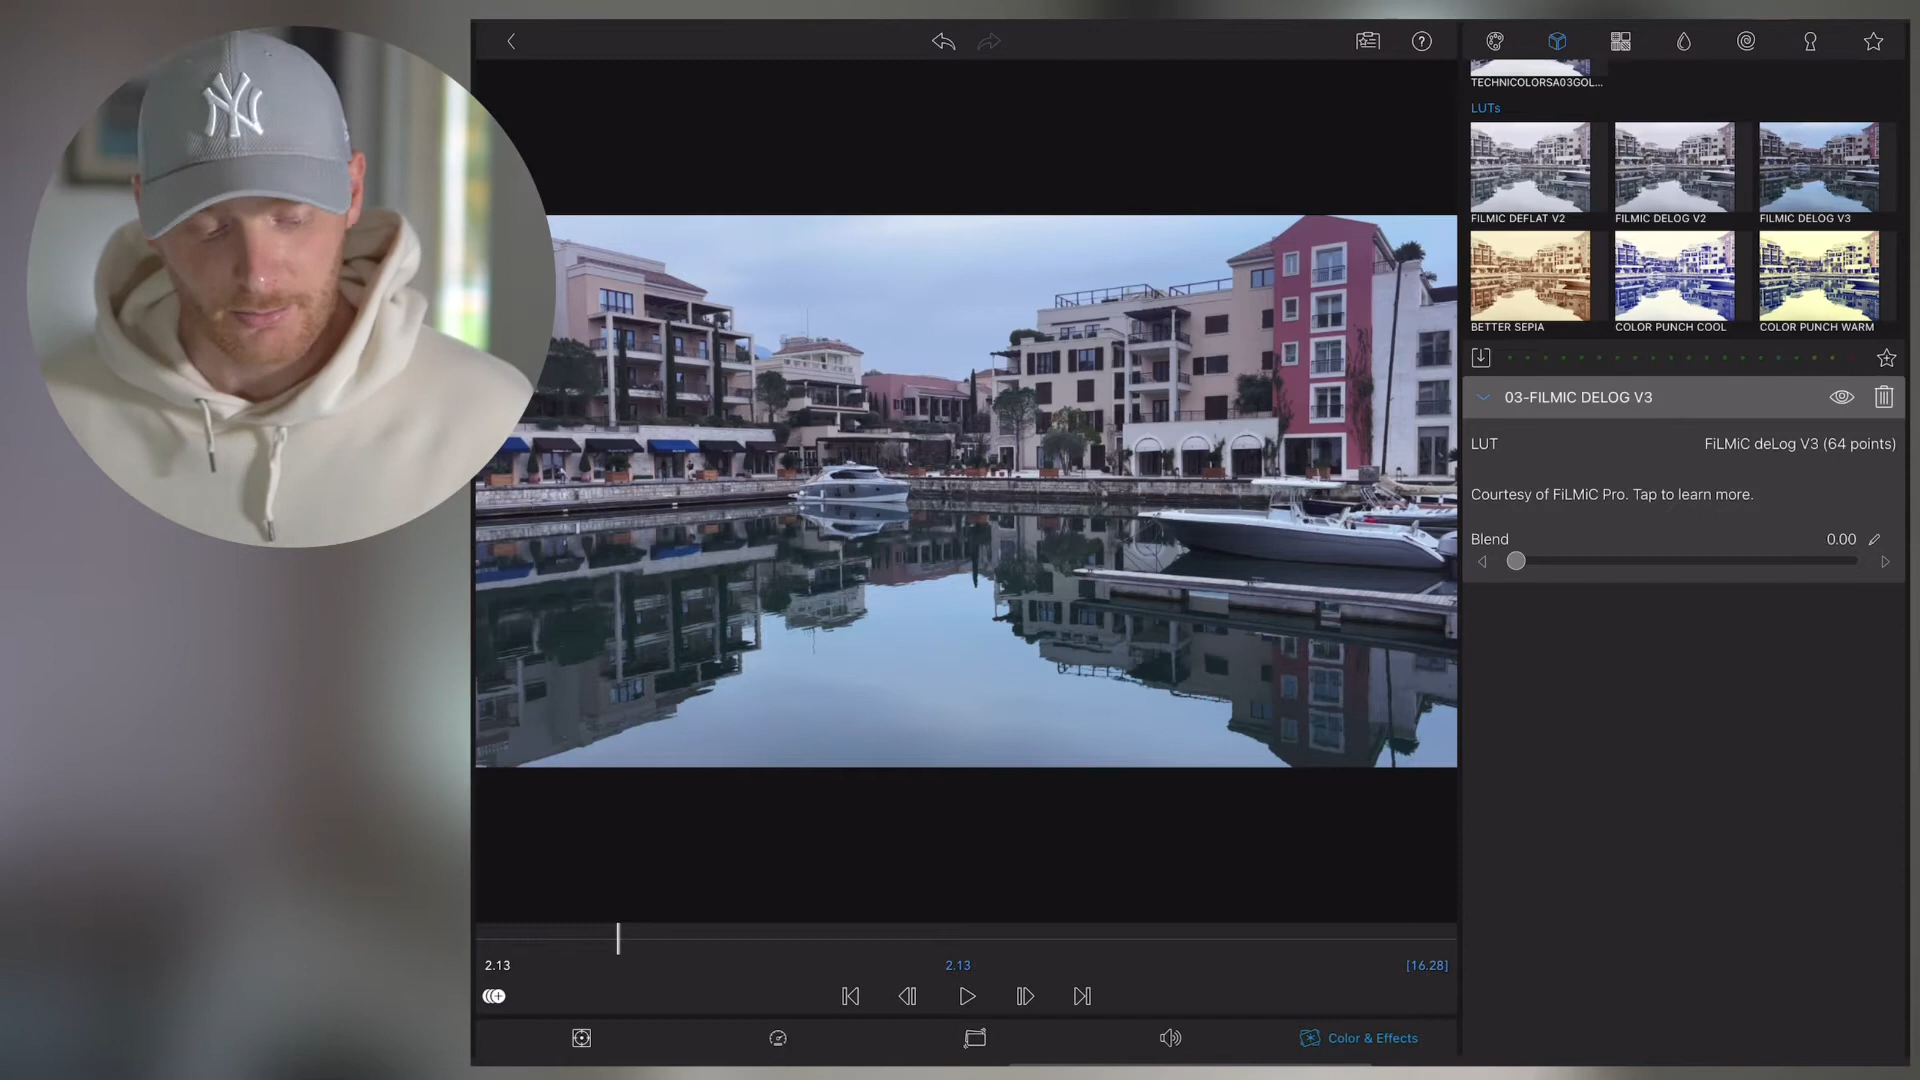 NY
TECHNICOLORSA03GOL...
LUTs
FILMIC DEFLAT V2
FILMIC DELOG V2
FILMIC DELOG V3
BETTER SEPIA
COLOR PUNCH COOL
COLOR PUNCH WARM
03-FILMIC DELOG V3
LUT
FiLMiC deLog V3 (64 points)
Courtesy of FiLMiC Pro. Tap to learn more.
Blend
0.00
2.13
2.13
[16.28]
Color & Effects